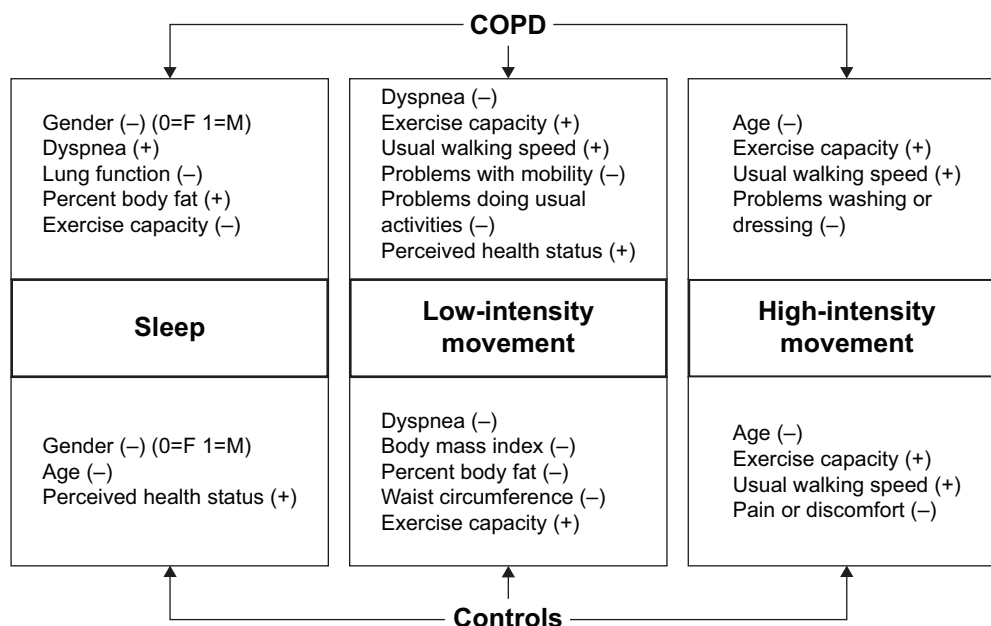 COPD
Gender (–) (0=F 1=M)
Dyspnea (+)
Lung function (–)
Percent body fat (+)
Exercise capacity (–)
Dyspnea (–)
Exercise capacity (+)
Usual walking speed (+)
Problems with mobility (–)
Problems doing usual
activities (–)
Perceived health status (+)
Age (–)
Exercise capacity (+)
Usual walking speed (+)
Problems washing or
dressing (–)
Sleep
Low-intensity
movement
High-intensity
movement
Gender (–) (0=F 1=M)
Age (–)
Perceived health status (+)
Dyspnea (–)
Body mass index (–)
Percent body fat (–)
Waist circumference (–)
Exercise capacity (+)
Age (–)
Exercise capacity (+)
Usual walking speed (+)
Pain or discomfort (–)
Controls